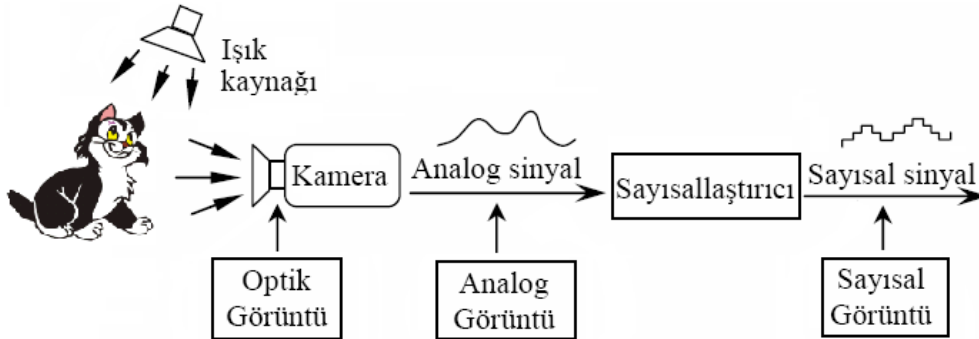 Işık
kaynağı
Kamera
Analog sinyal
Sayısallaştırıcı
Sayısal sinyal
Optik
Görüntü
Analog
Görüntü
Sayısal
Görüntü